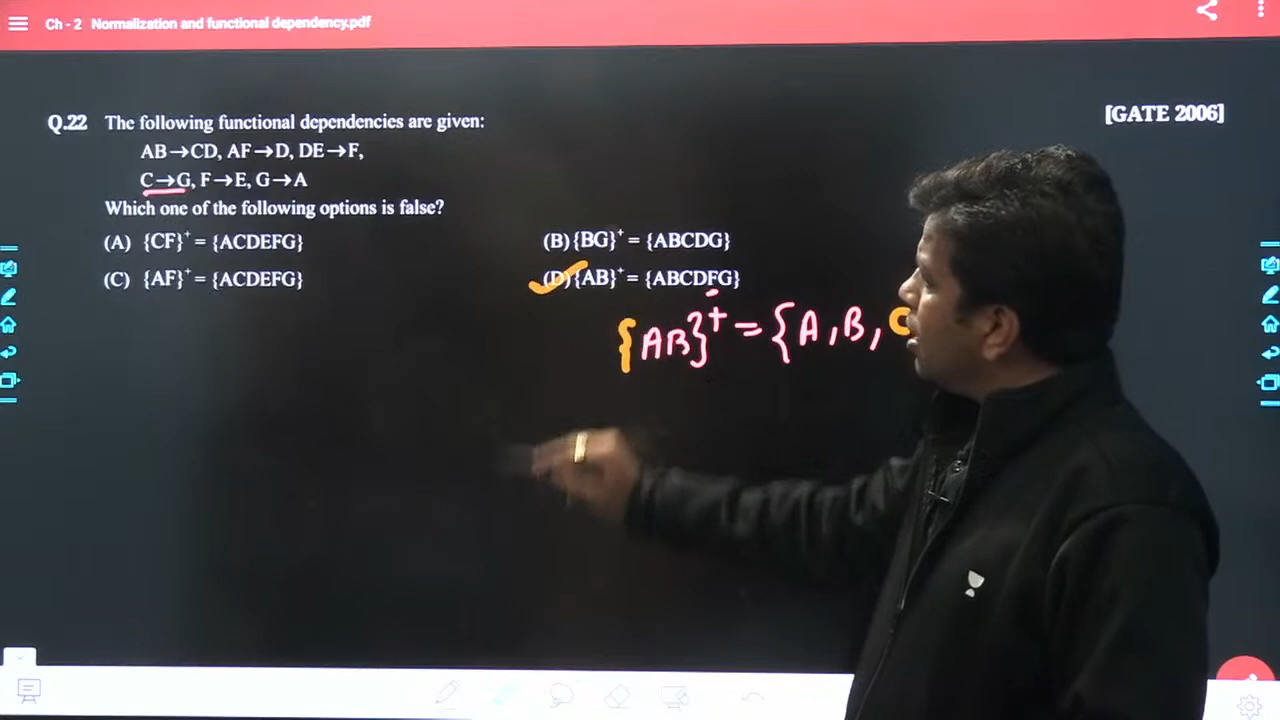 Ch - 2 Normalization and functional dependency.pdf
Q.22 The following functional dependencies are given: [GATE 2006]
AB→CD, AF→D, DE→F,
C→G, F→E, G→A
Which one of the following options is false?
(A) {CF}⁺ = {ACDEFG} (B) {BG}⁺ = {ABCDG}
(C) {AF}⁺ = {ACDEFG} (D) {AB}⁺ = {ABCDFG}
{AB}⁺ = {A, B, C